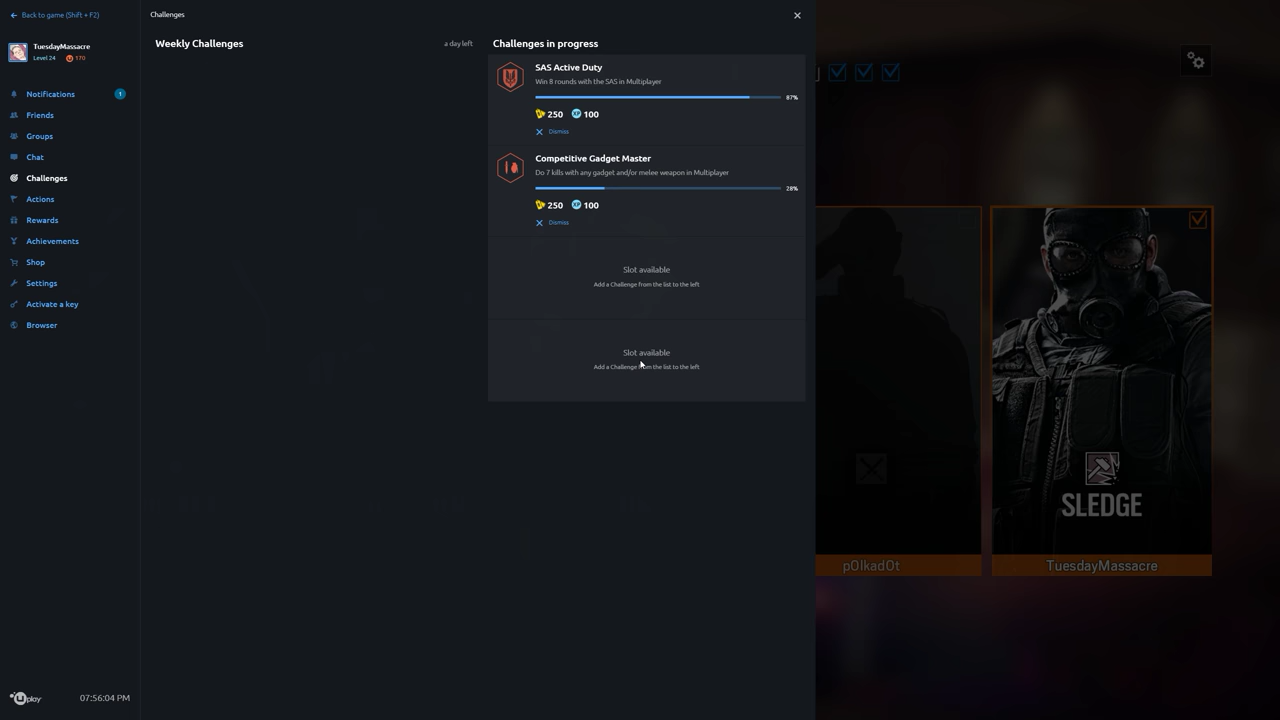 Back to game (Shift + F2)
TuesdayMassacre
Level 24 170
Notifications 1
Friends
Groups
Chat
Challenges
Actions
Rewards
Achievements
Shop
Settings
Activate a key
Browser
uplay 07:56:04 PM
Challenges
Weekly Challenges a day left
Challenges in progress
SAS Active Duty
Win 8 rounds with the SAS in Multiplayer
87%
250 XP 100
Dismiss
Competitive Gadget Master
Do 7 kills with any gadget and/or melee weapon in Multiplayer
28%
250 XP 100
Dismiss
Slot available
Add a Challenge from the list to the left
Slot available
Add a Challenge from the list to the left
SLEDGE
p0lkad0t
TuesdayMassacre